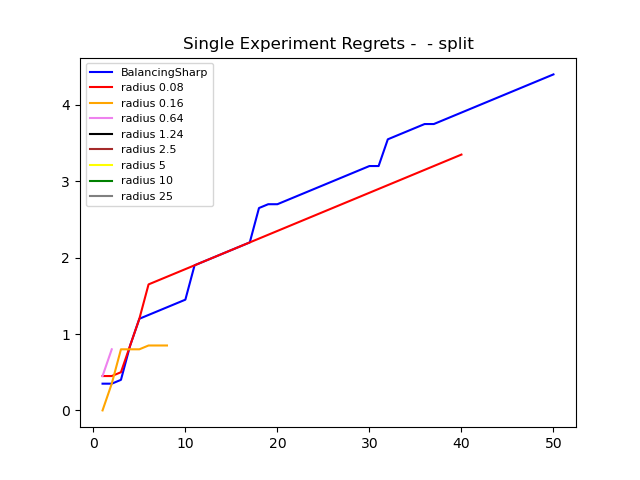 Single Experiment Regrets -  - split
BalancingSharp
radius 0.08
radius 0.16
radius 0.64
radius 1.24
radius 2.5
radius 5
radius 10
radius 25
4
3
2
1
0
0 10 20 30 40 50